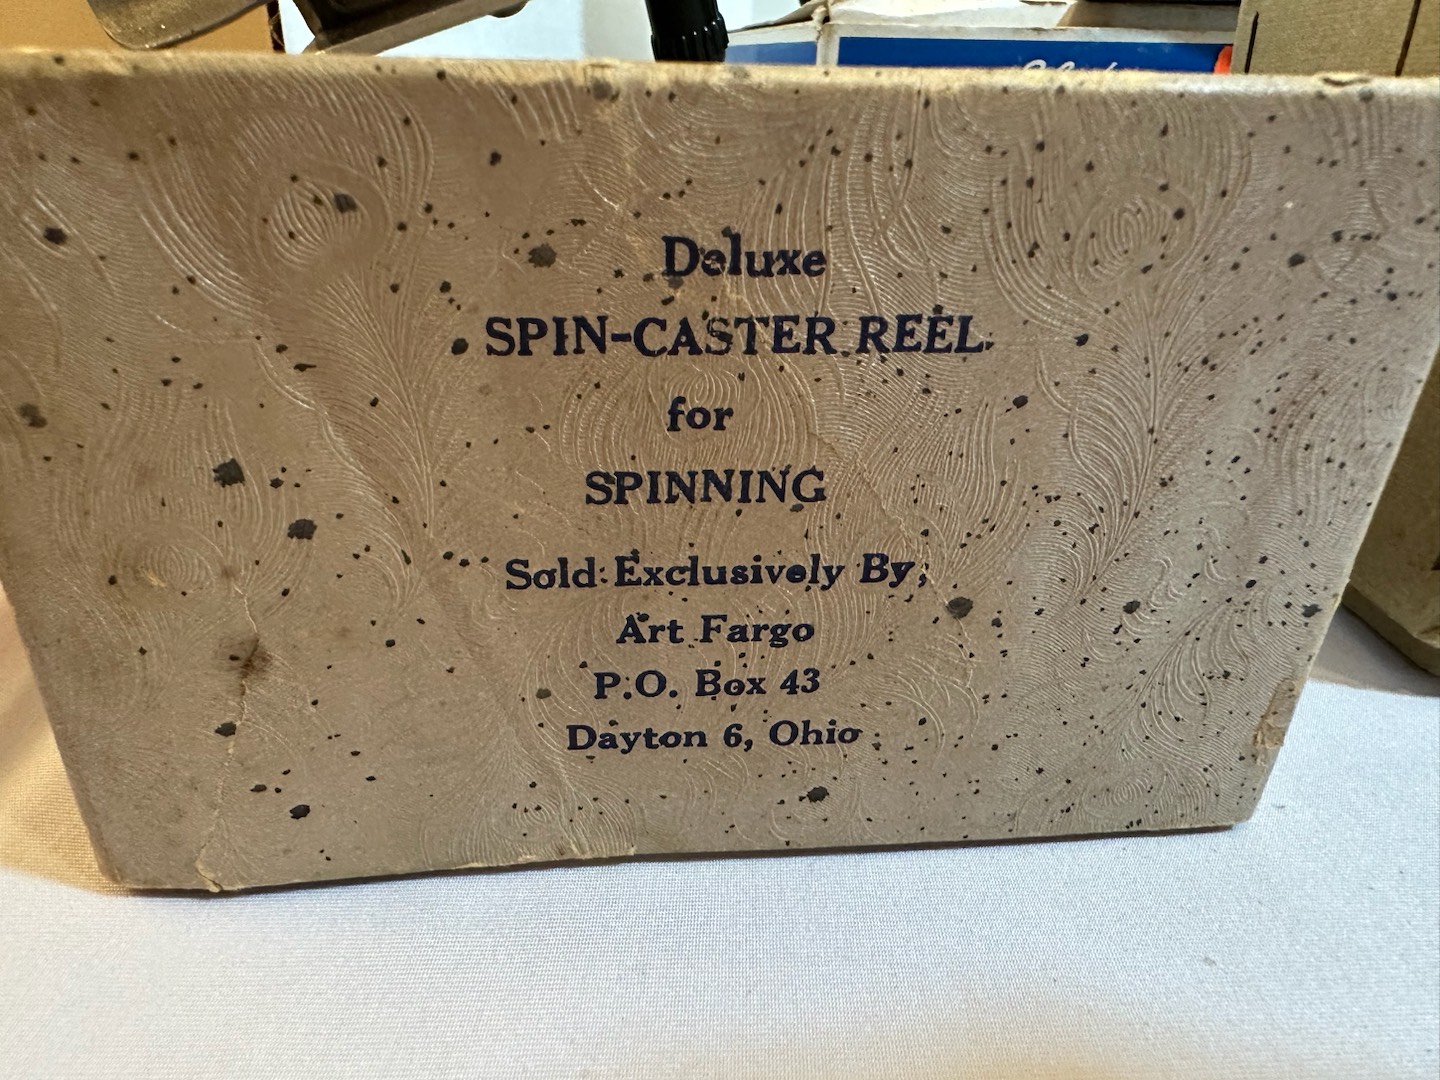 Deluxe
SPIN-CASTER REEL
for
SPINNING
Sold Exclusively By,
Art Fargo
P.O. Box 43
Dayton 6, Ohio